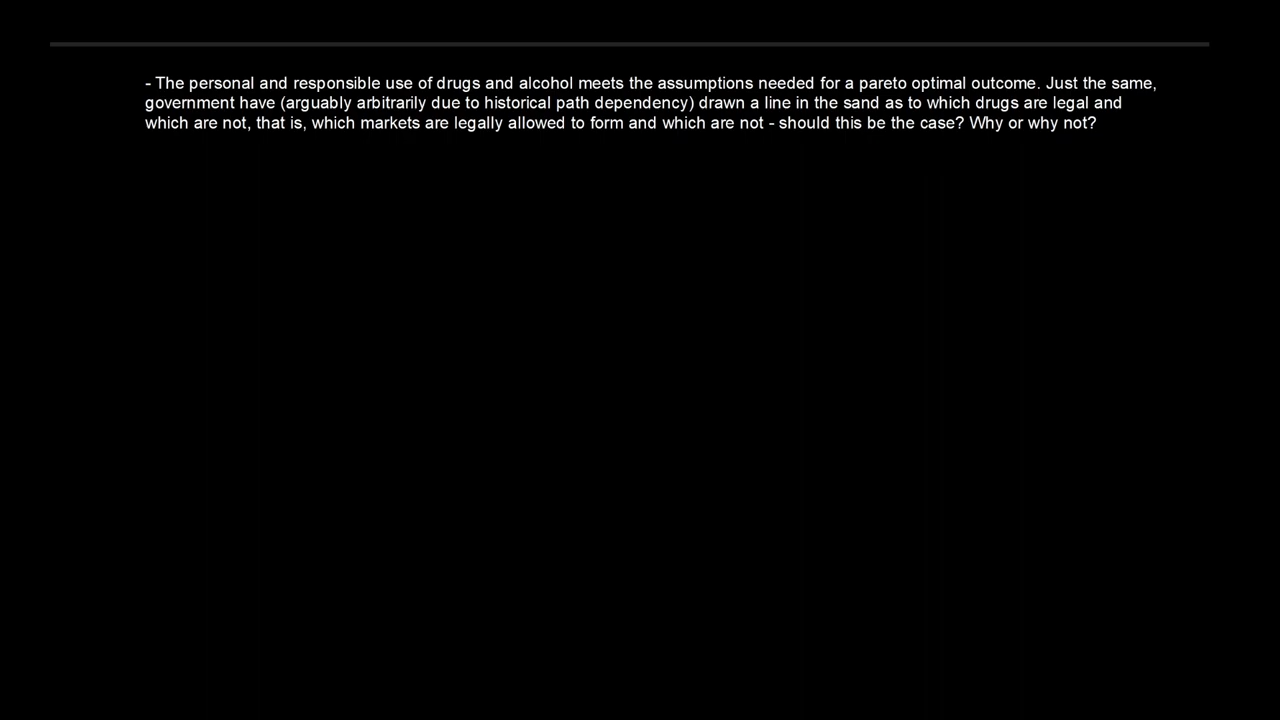 - The personal and responsible use of drugs and alcohol meets the assumptions needed for a pareto optimal outcome. Just the same,
government have (arguably arbitrarily due to historical path dependency) drawn a line in the sand as to which drugs are legal and
which are not, that is, which markets are legally allowed to form and which are not - should this be the case? Why or why not?